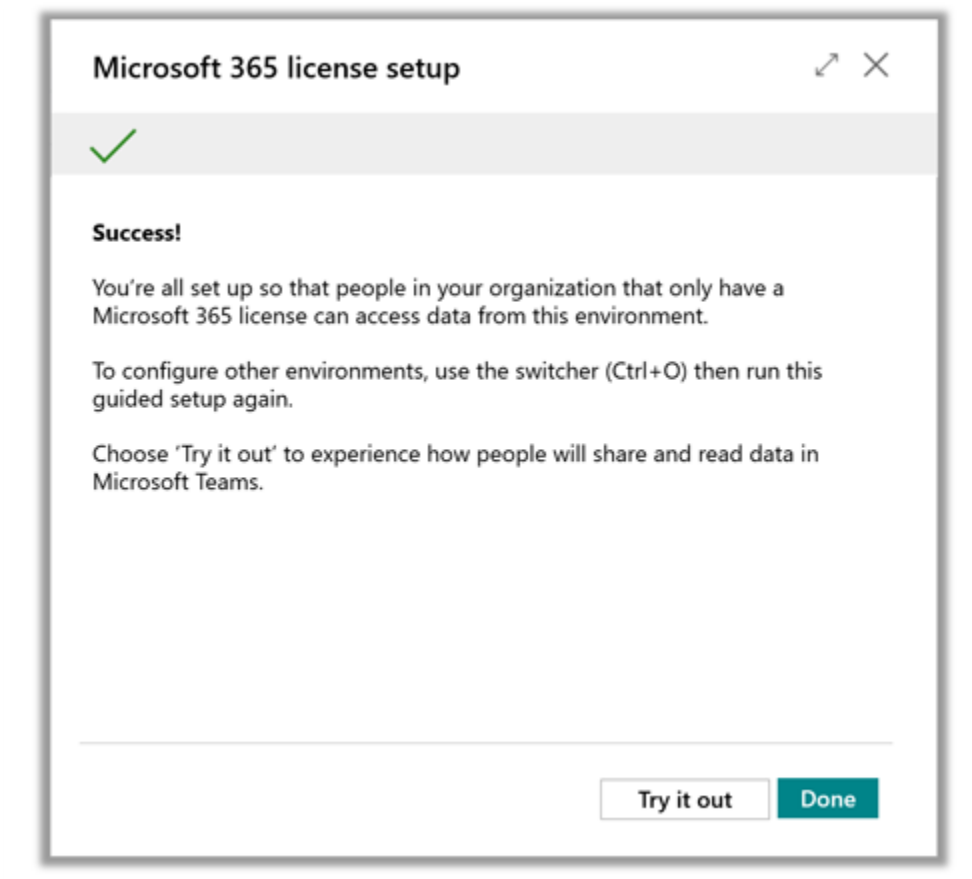 Microsoft 365 license setup
Success!
You're all set up so that people in your organization that only have a
Microsoft 365 license can access data from this environment.
To configure other environments, use the switcher (Ctrl+O) then run this
guided setup again.
Choose 'Try it out' to experience how people will share and read data in
Microsoft Teams.
Try it out
Done